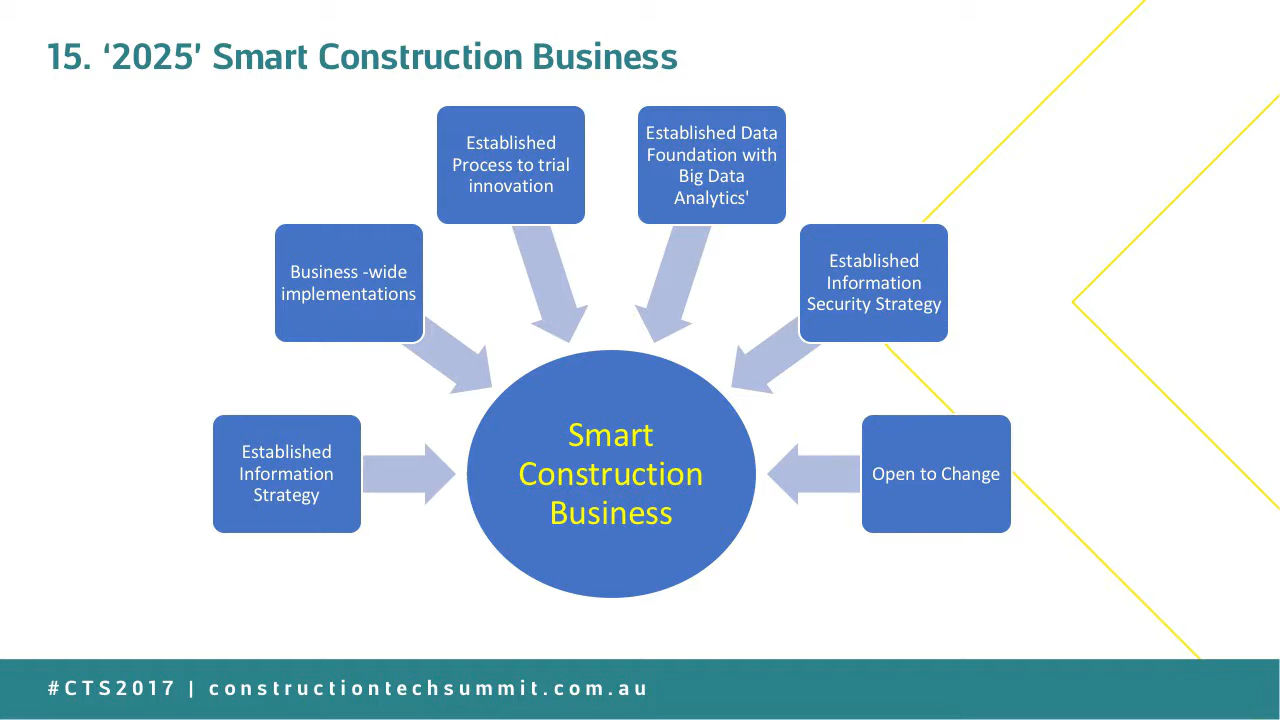 15. ‘2025’ Smart Construction Business
Established
Process to trial
innovation
Established Data
Foundation with
Big Data
Analytics'
Business -wide
implementations
Established
Information
Security Strategy
Established
Information
Strategy
Smart
Construction
Business
Open to Change
#CTS2017 | constructiontechsummit.com.au